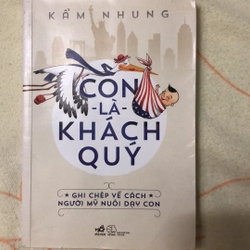 KẨM NHUNG
CON
-LÀ-
KHÁCH
QUÝ
GHI CHÉP VỀ CÁCH
NGƯỜI MỸ NUÔI DẠY CON